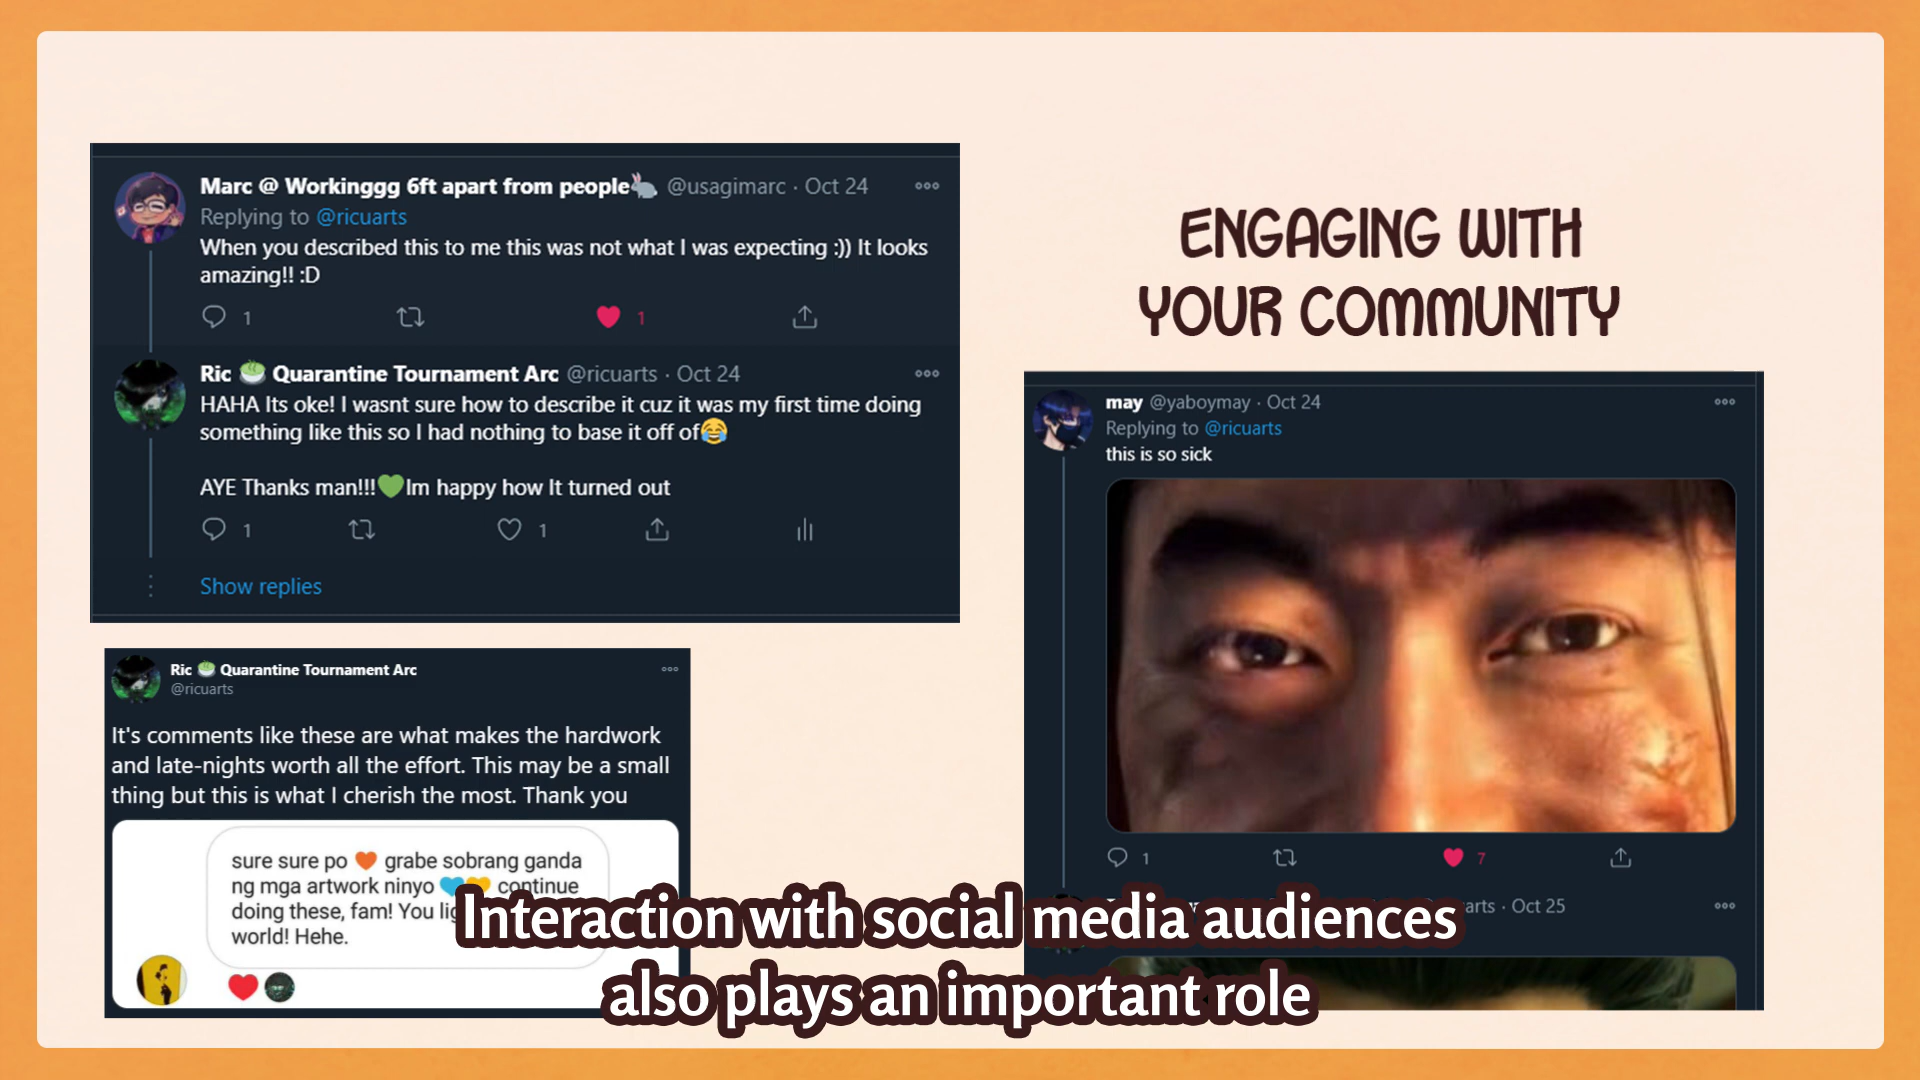 Marc @ Workinggg 6ft apart from people🐇 @usagimarc · Oct 24
Replying to @ricuarts
When you described this to me this was not what I was expecting :)) It looks
amazing!! :D
1
1
Ric 🍵 Quarantine Tournament Arc @ricuarts · Oct 24
HAHA Its oke! I wasnt sure how to describe it cuz it was my first time doing
something like this so I had nothing to base it off of😂
AYE Thanks man!!!💚Im happy how It turned out
1
1
Show replies
ENGAGING WITH
YOUR COMMUNITY
may @yaboymay · Oct 24
Replying to @ricuarts
this is so sick
1
7
· Oct 25
Ric 🍵 Quarantine Tournament Arc
@ricuarts
It's comments like these are what makes the hardwork
and late-nights worth all the effort. This may be a small
thing but this is what I cherish the most. Thank you
sure sure po 🧡 grabe sobrang ganda
ng mga artwork ninyo 💙💛 continue
doing these, fam! You
world! Hehe.
Interaction with social media audiences
also plays an important role